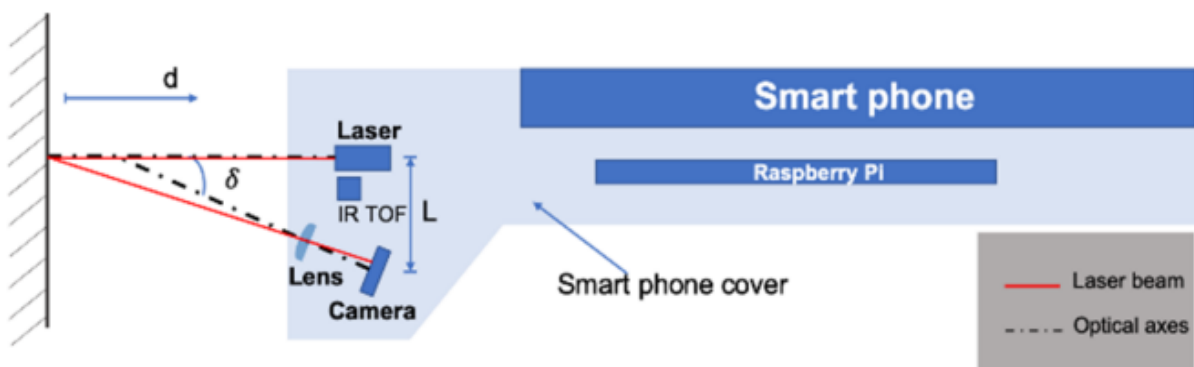 d
Smart phone
Laser
Raspberry Pi
δ
IR TOF
L
Lens
Camera
Smart phone cover
Laser beam
Optical axes